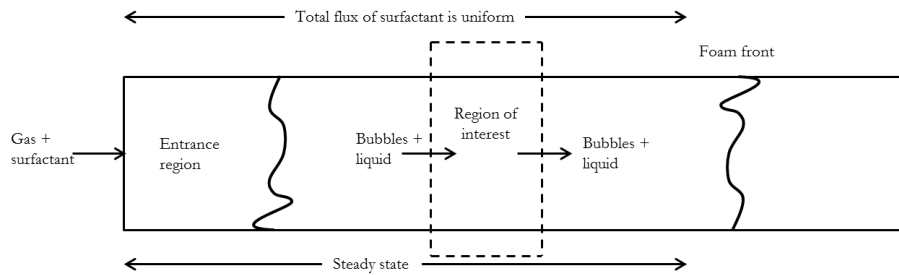 Total flux of surfactant is uniform
Foam front
Gas +
surfactant
Entrance
region
Bubbles +
liquid
Region of
interest
Bubbles +
liquid
Steady state